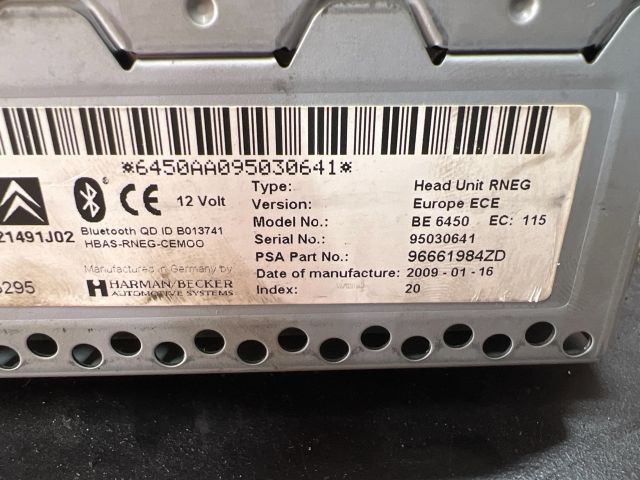 *6450AA095030641*
CE
12 Volt
21491J02
Bluetooth QD ID B013741
HBAS-RNEG-CEMOO
Manufactured in Germany by
HARMAN/BECKER
AUTOMOTIVE SYSTEMS
Type: Head Unit RNEG
Version: Europe ECE
Model No.: BE 6450 EC: 115
Serial No.: 95030641
PSA Part No.: 96661984ZD
Date of manufacture: 2009 - 01 - 16
Index: 20